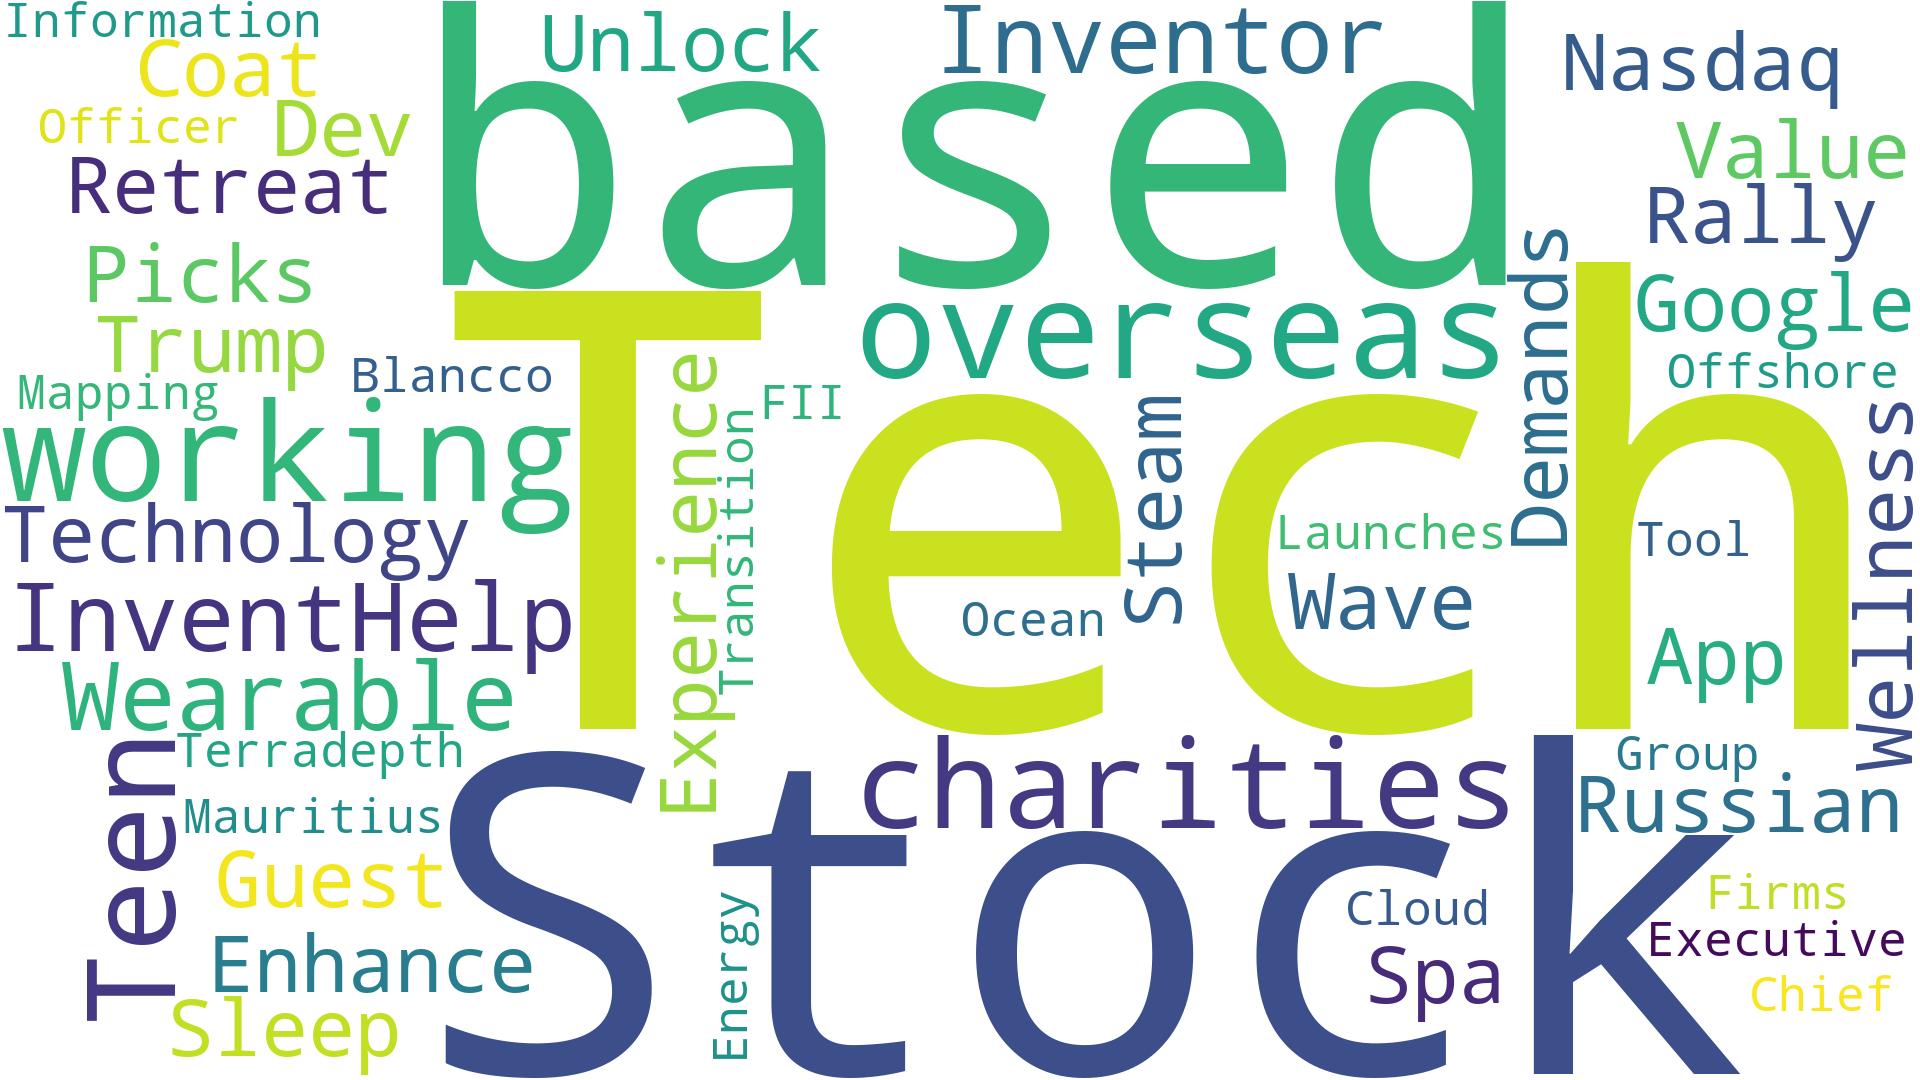 Information
Coat
Officer
Dev
Retreat
Picks
Trump
Mapping
Blancco
working
Technology
InventHelp
Wearable
Terradepth
Teen
Mauritius
Guest
Enhance
Sleep
Unlock
Inventor
based
Nasdaq
Value
Rally
overseas
Demands
Google
Offshore
Tech
Experience
Transition
FII
Steam
Launches
Wave
Ocean
Tool
App
Wellness
charities
Stock
Group
Russian
Energy
Cloud
Spa
Firms
Executive
Chief